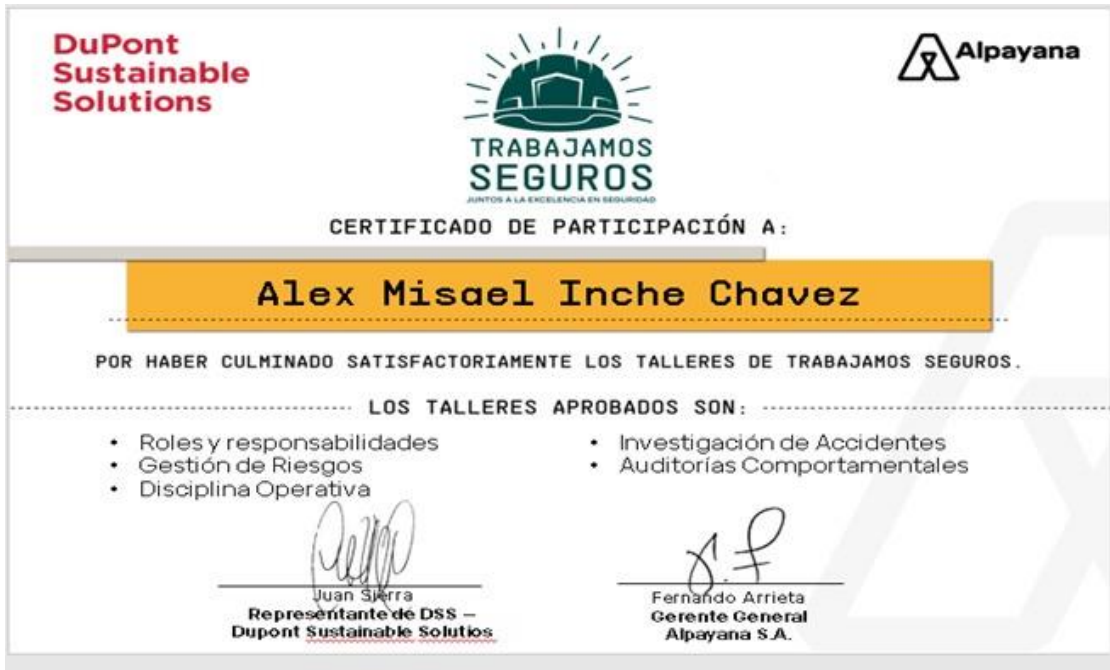 DuPont
Sustainable
Solutions
Alpayana
TRABAJAMOS
SEGUROS
JUNTOS A LA EXCELENCIA EN SEGURIDAD
CERTIFICADO DE PARTICIPACIÓN A:
Alex Misael Inche Chavez
POR HABER CULMINADO SATISFACTORIAMENTE LOS TALLERES DE TRABAJAMOS SEGUROS.
LOS TALLERES APROBADOS SON:
• Roles y responsabilidades
• Gestión de Riesgos
• Disciplina Operativa
• Investigación de Accidentes
• Auditorías Comportamentales
Juan Sierra
Representante de DSS –
Dupont Sustainable Solutios
Fernando Arrieta
Gerente General
Alpayana S.A.